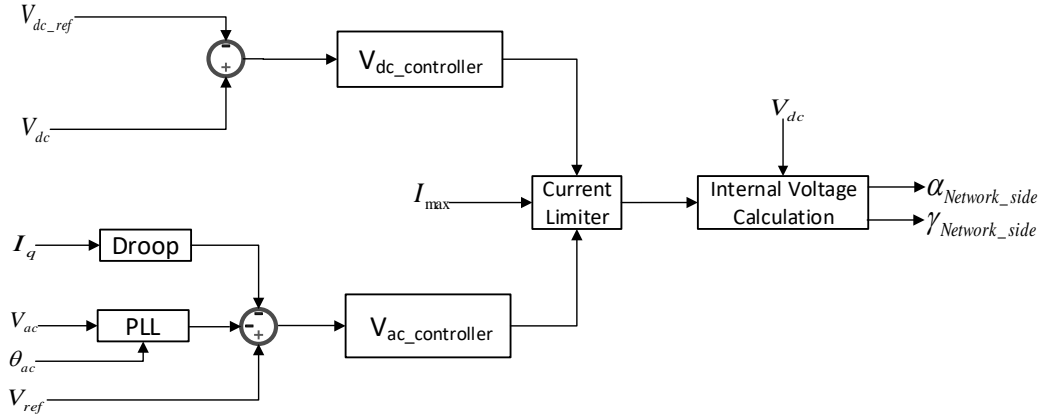 V_dc_ref
-
+
V_dc_controller
V_dc
V_dc
I_max
Current
Limiter
Internal Voltage
Calculation
α_Network_side
γ_Network_side
I_q
Droop
-
V_ac
PLL
-
+
V_ac_controller
θ_ac
V_ref